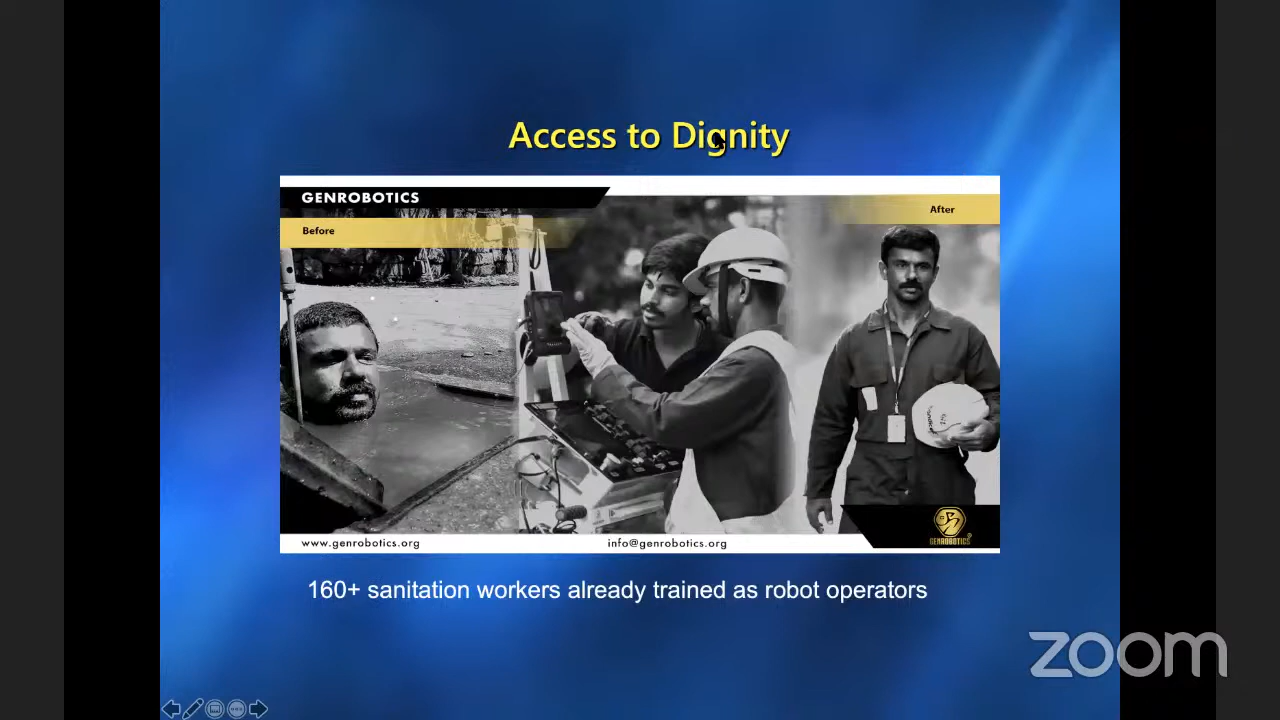 Access to Dignity
GENROBOTICS
After
Before
GENROBOTICS
www.genrobotics.org
info@genrobotics.org
160+ sanitation workers already trained as robot operators
zoom